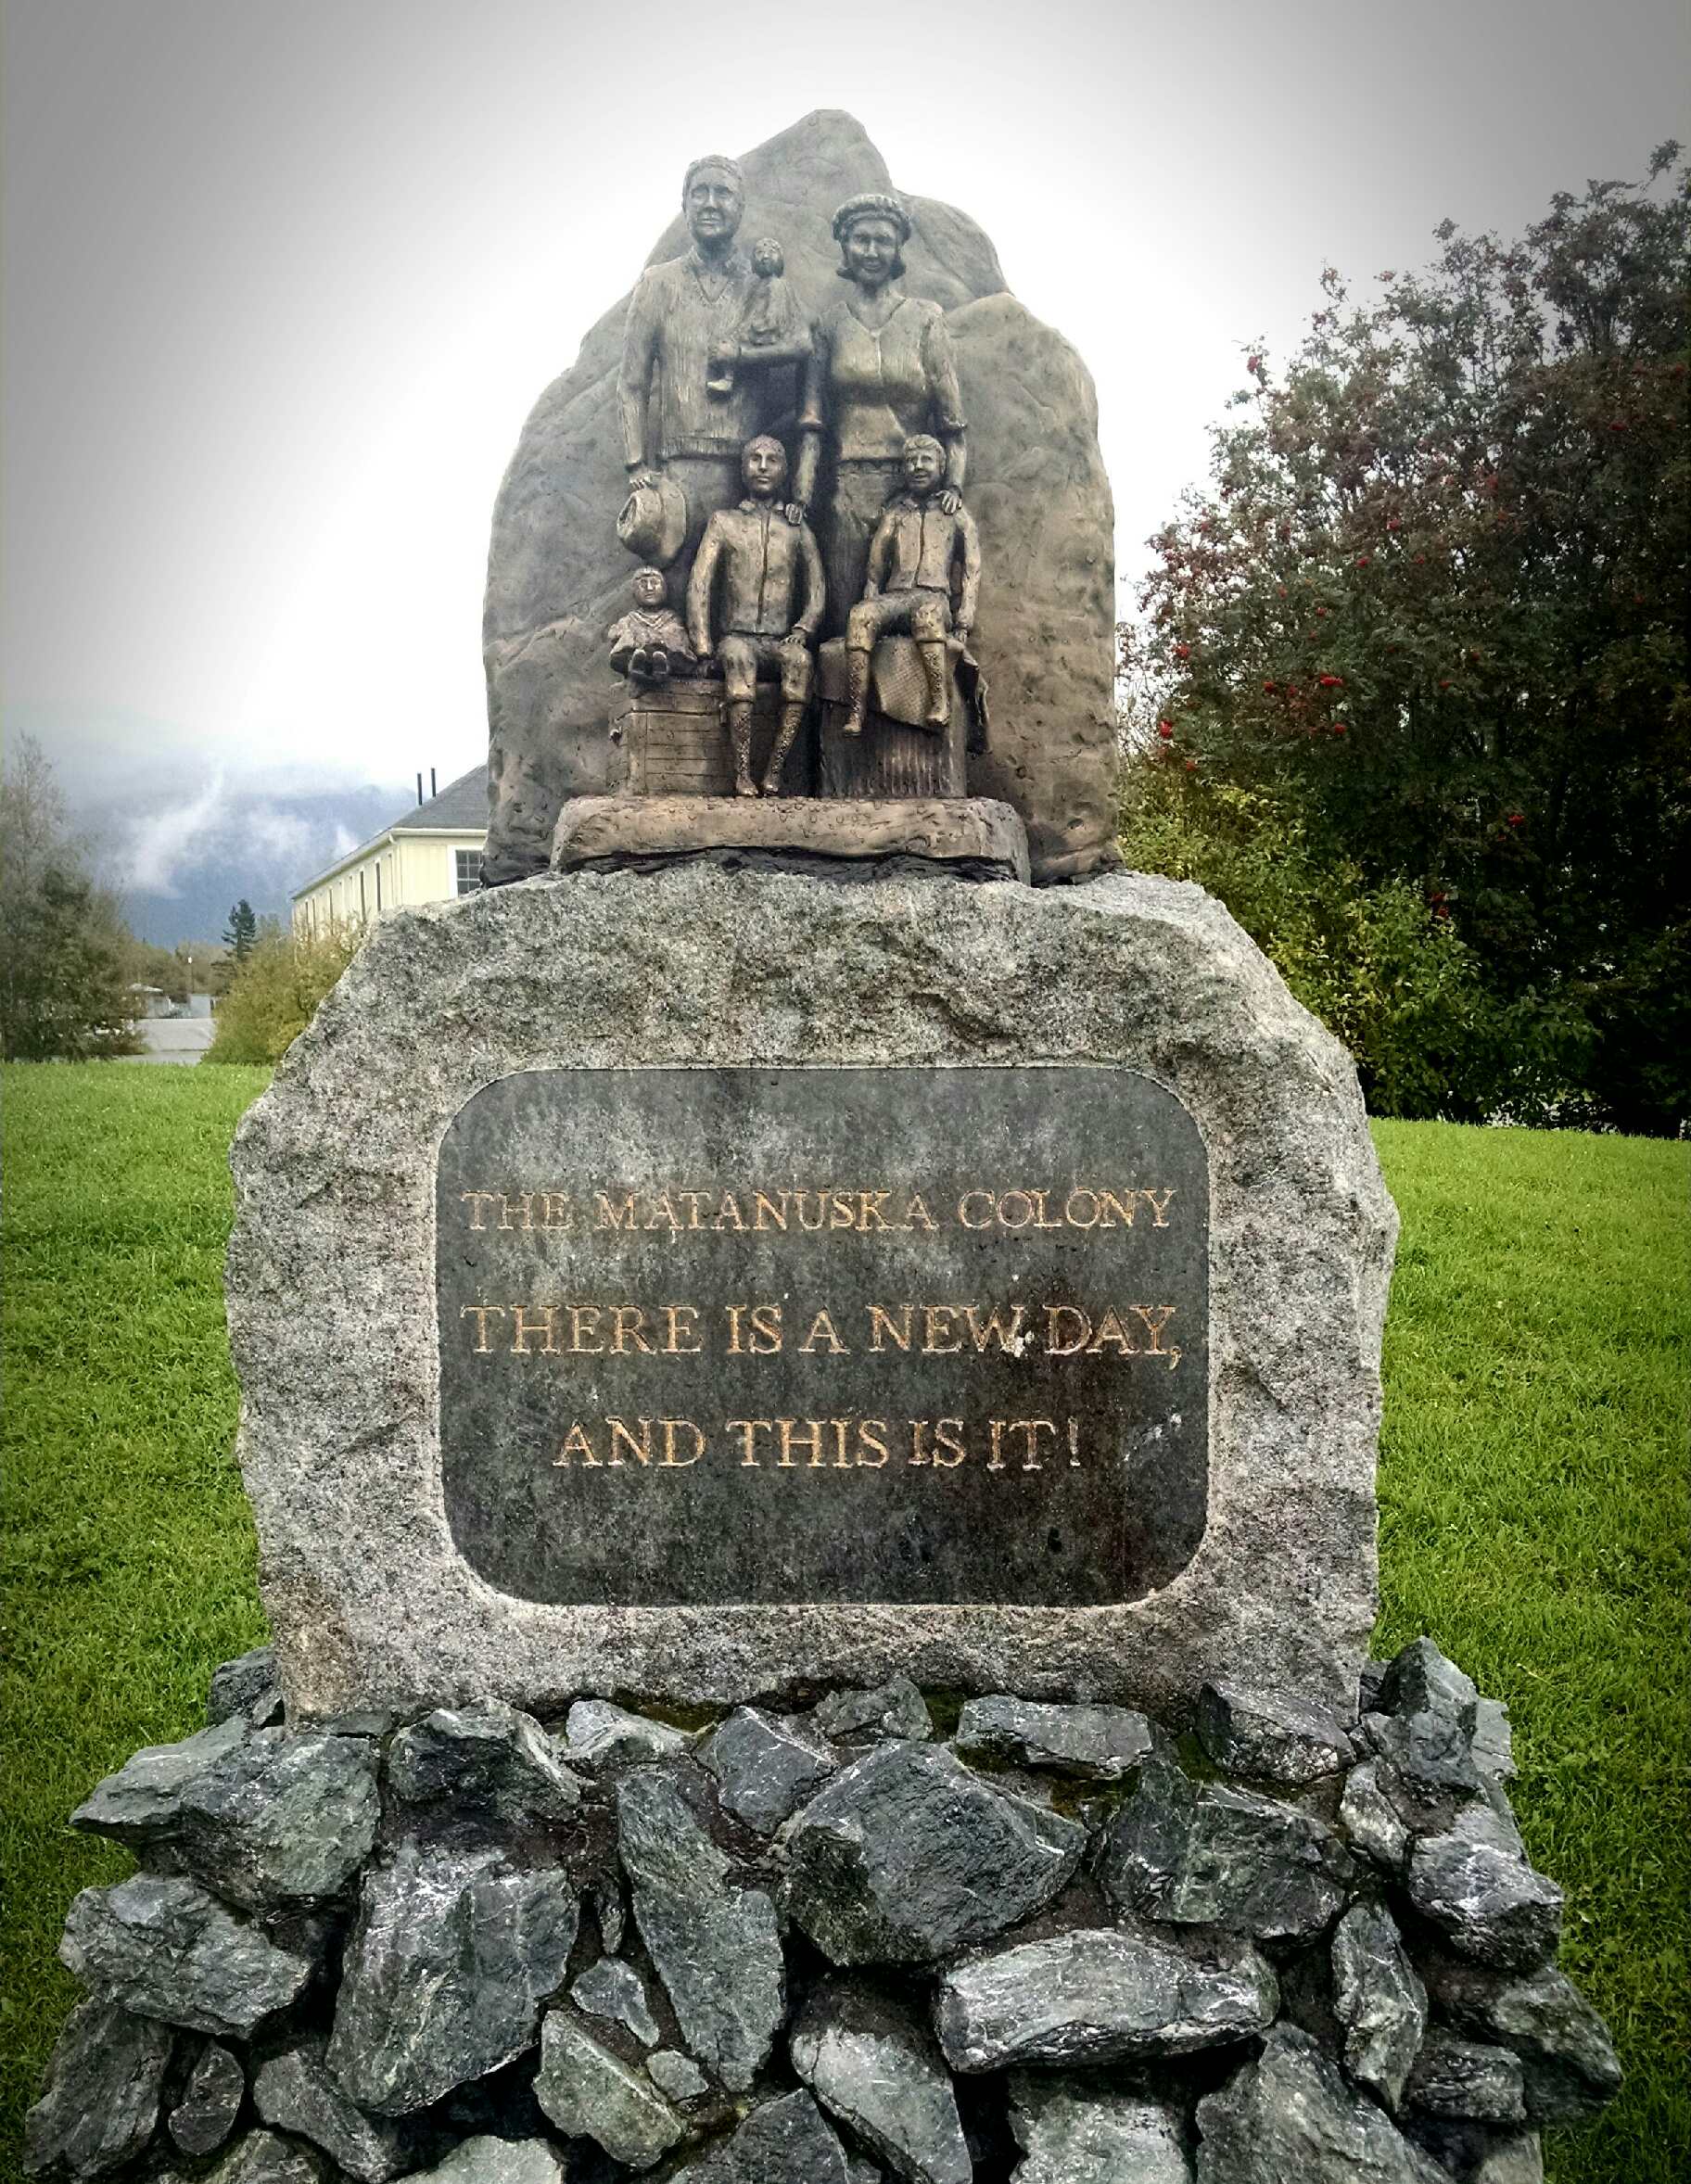 THE MATANUSKA COLONY
THERE IS A NEW DAY,
AND THIS IS IT!